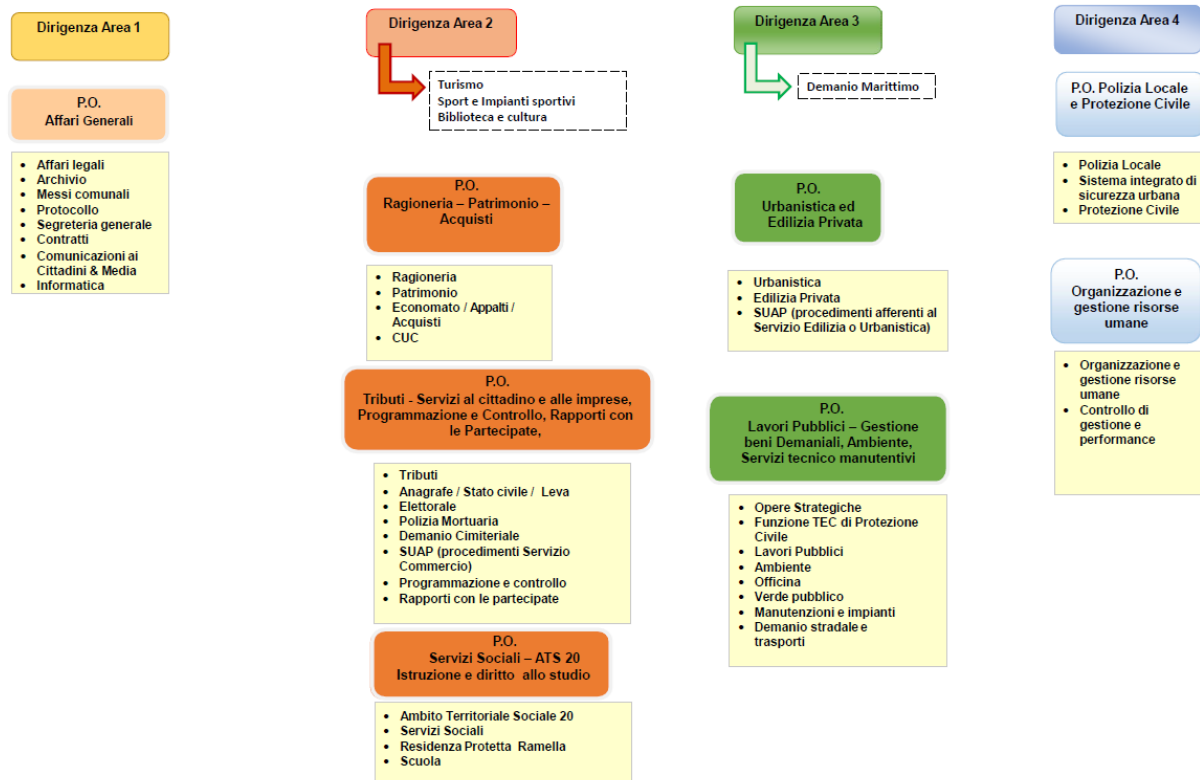 Dirigenza Area 1
P.O.
Affari Generali
• Affari legali
• Archivio
• Messi comunali
• Protocollo
• Segreteria generale
• Contratti
• Comunicazioni ai
Cittadini & Media
• Informatica
Dirigenza Area 2
Turismo
Sport e Impianti sportivi
Biblioteca e cultura
P.O.
Ragioneria – Patrimonio –
Acquisti
• Ragioneria
• Patrimonio
• Economato / Appalti /
Acquisti
• CUC
P.O.
Tributi - Servizi al cittadino e alle imprese,
Programmazione e Controllo, Rapporti con
le Partecipate,
• Tributi
• Anagrafe / Stato civile / Leva
• Elettorale
• Polizia Mortuaria
• Demanio Cimiteriale
• SUAP (procedimenti Servizio
Commercio)
• Programmazione e controllo
• Rapporti con le partecipate
P.O.
Servizi Sociali – ATS 20
Istruzione e diritto allo studio
• Ambito Territoriale Sociale 20
• Servizi Sociali
• Residenza Protetta Ramella
• Scuola
Dirigenza Area 3
Demanio Marittimo
P.O.
Urbanistica ed
Edilizia Privata
• Urbanistica
• Edilizia Privata
• SUAP (procedimenti afferenti al
Servizio Edilizia o Urbanistica)
P.O.
Lavori Pubblici – Gestione
beni Demaniali, Ambiente,
Servizi tecnico manutentivi
• Opere Strategiche
• Funzione TEC di Protezione
Civile
• Lavori Pubblici
• Ambiente
• Officina
• Verde pubblico
• Manutenzioni e impianti
• Demanio stradale e
trasporti
Dirigenza Area 4
P.O. Polizia Locale
e Protezione Civile
• Polizia Locale
• Sistema integrato di
sicurezza urbana
• Protezione Civile
P.O.
Organizzazione e
gestione risorse
umane
• Organizzazione e
gestione risorse
umane
• Controllo di
gestione e
performance